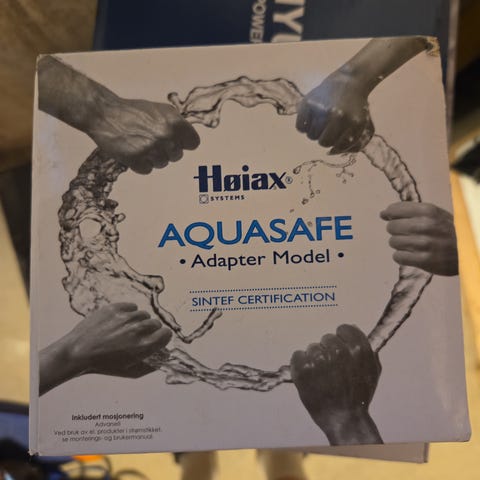 Høiax®
SYSTEMS
AQUASAFE
• Adapter Model •
SINTEF CERTIFICATION
Inkludert mosjonering
Advarsel!
Ved bruk av el. produkter i strømstikket.
se monterings- og brukermanual.